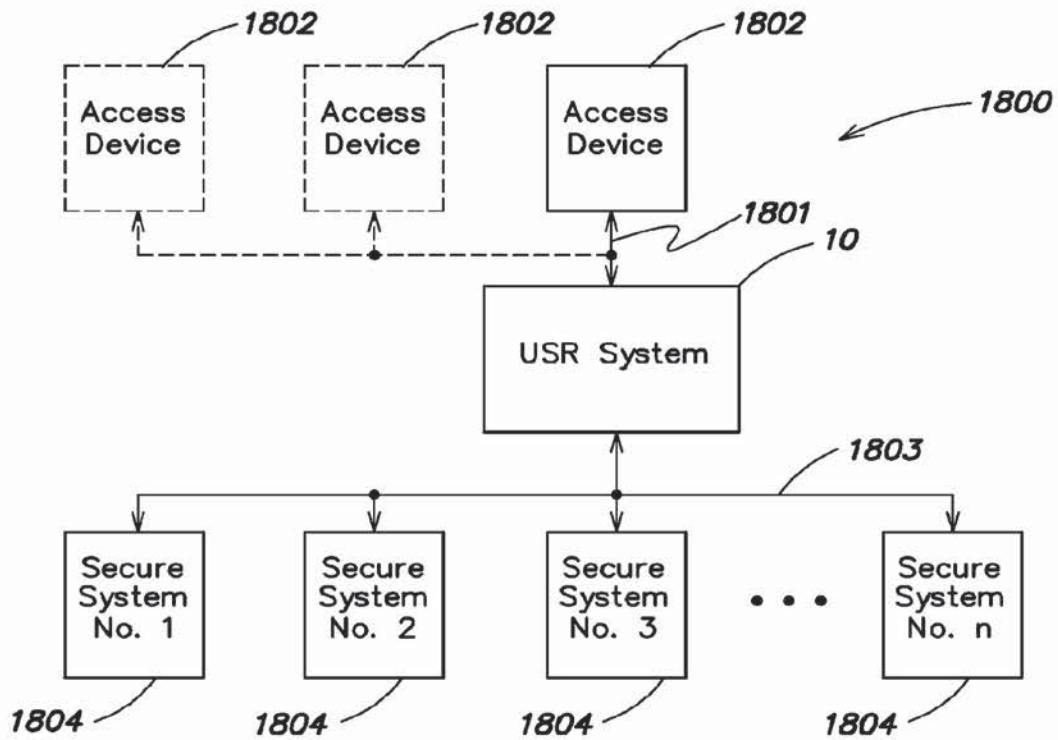 1802
1802
1802
Access
Device
Access
Device
Access
Device
1800
1801
10
USR System
1803
Secure
System
No. 1
Secure
System
No. 2
Secure
System
No. 3
• • •
Secure
System
No. n
1804
1804
1804
1804